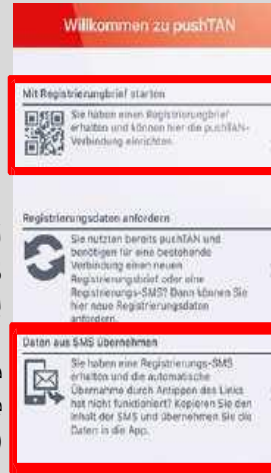 Willkommen zu pushTAN
Mit Registrierungbrief starten
Sie haben einen Registrierungbrief
erhalten und können hier die pushTAN-
Verbindung einrichten.
Registrierungsdaten anfordern
Sie nutzten bereits pushTAN und
benötigen für eine bestehende
Verbindung einen neuen
Registrierungsbrief oder eine
Registrierungs-SMS? Dann können Sie
hier neue Registrierungsdaten
anfordern.
Daten aus SMS übernehmen
Sie haben eine Registrierungs-SMS
erhalten und die automatische
Übernahme durch Antippen des Links
hat nicht funktioniert? Kopieren Sie den
Inhalt der SMS und übernehmen Sie die
Daten in die App.